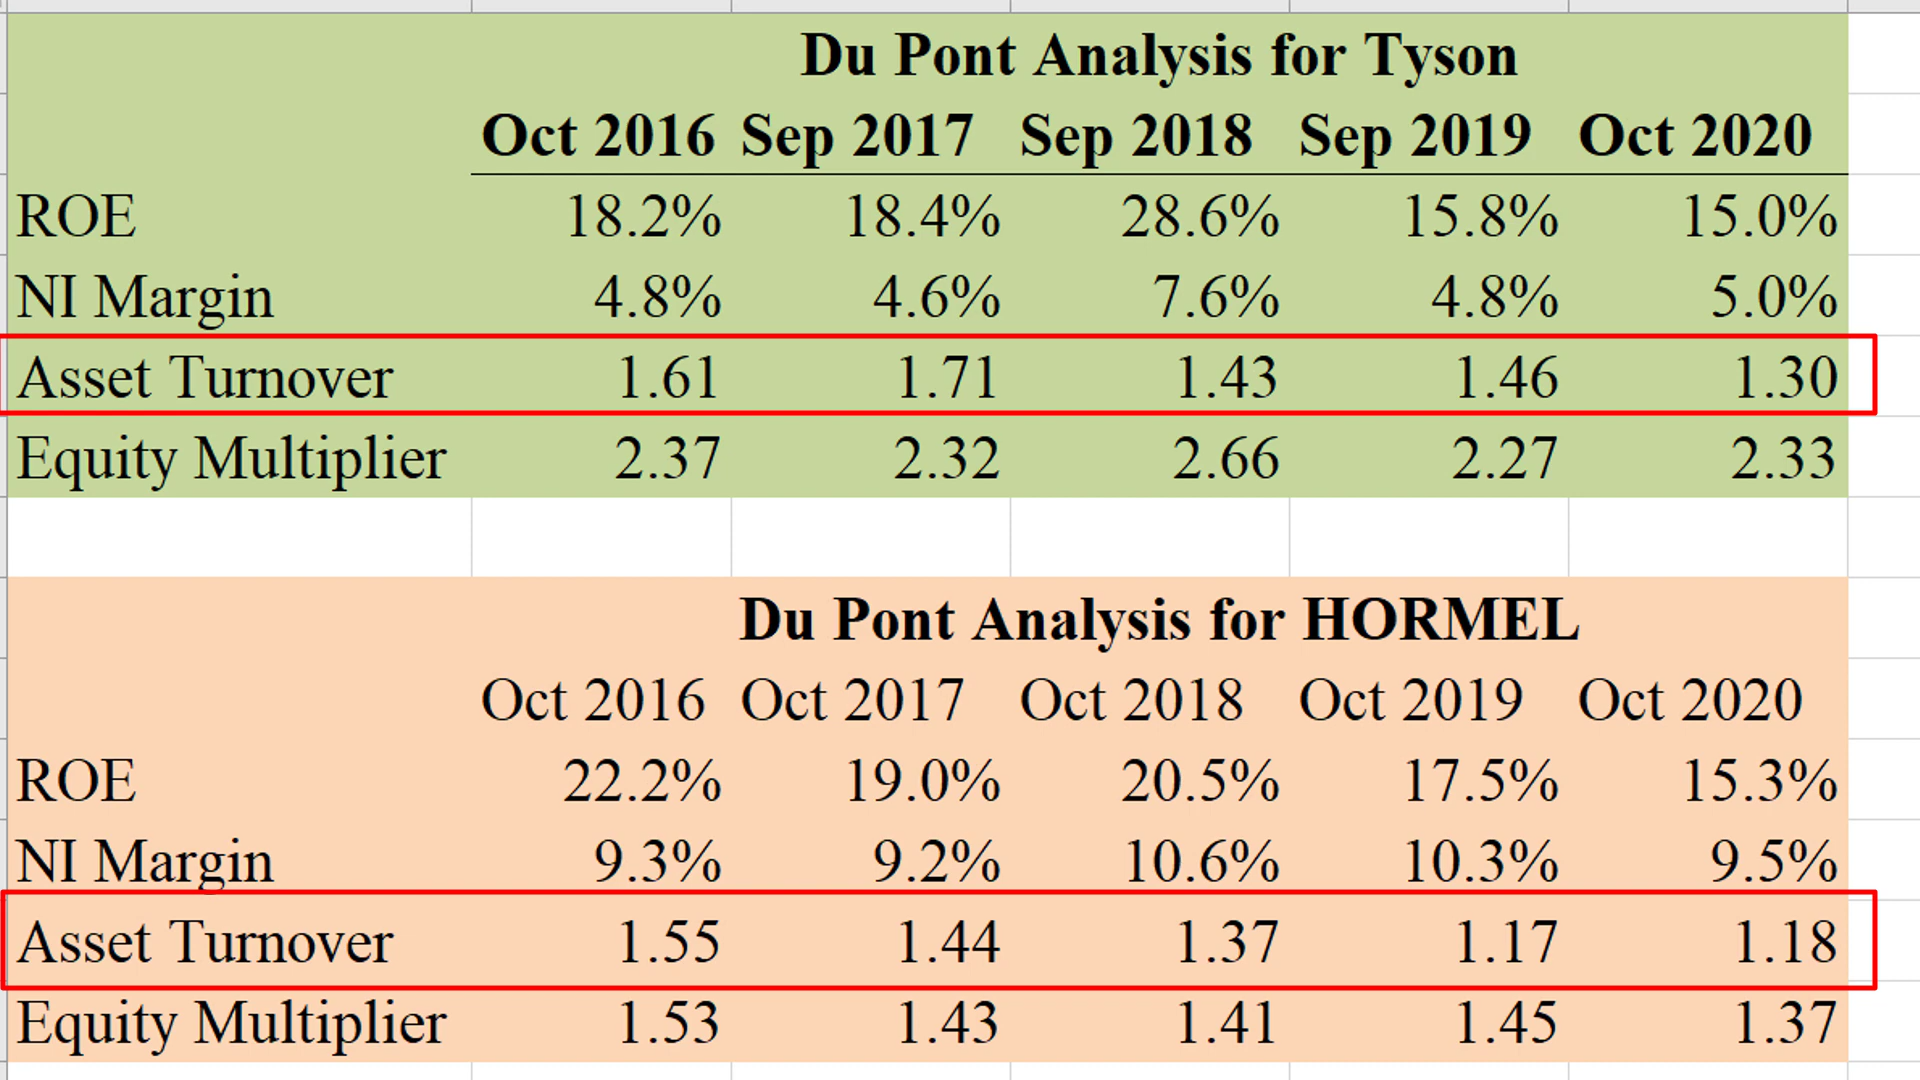 Du Pont Analysis for Tyson
Oct 2016 Sep 2017 Sep 2018 Sep 2019 Oct 2020
ROE 18.2% 18.4% 28.6% 15.8% 15.0%
NI Margin 4.8% 4.6% 7.6% 4.8% 5.0%
Asset Turnover 1.61 1.71 1.43 1.46 1.30
Equity Multiplier 2.37 2.32 2.66 2.27 2.33
Du Pont Analysis for HORMEL
Oct 2016 Oct 2017 Oct 2018 Oct 2019 Oct 2020
ROE 22.2% 19.0% 20.5% 17.5% 15.3%
NI Margin 9.3% 9.2% 10.6% 10.3% 9.5%
Asset Turnover 1.55 1.44 1.37 1.17 1.18
Equity Multiplier 1.53 1.43 1.41 1.45 1.37